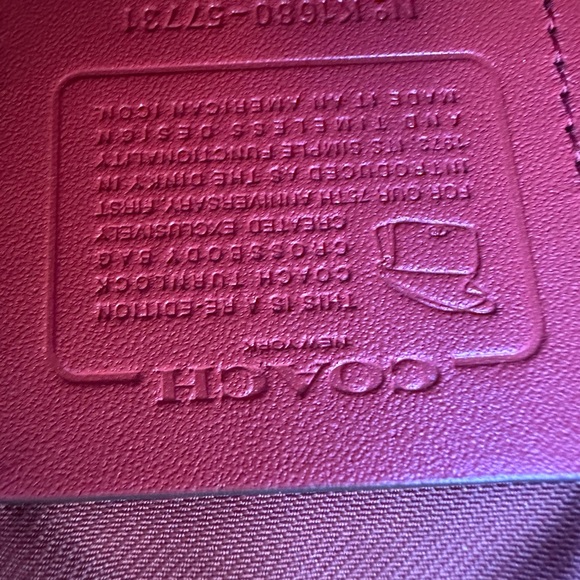 COACH
NEW YORK
THIS IS A RE-EDITION
COACH TURNLOCK
CROSSBODY BAG
CREATED EXCLUSIVELY
FOR OUR 75TH ANNIVERSARY. FIRST
INTRODUCED AS THE DINKY IN
1973, ITS SIMPLE FUNCTIONALITY
AND TIMELESS DESIGN
MADE IT AN AMERICAN ICON.
Nº K1680-57731